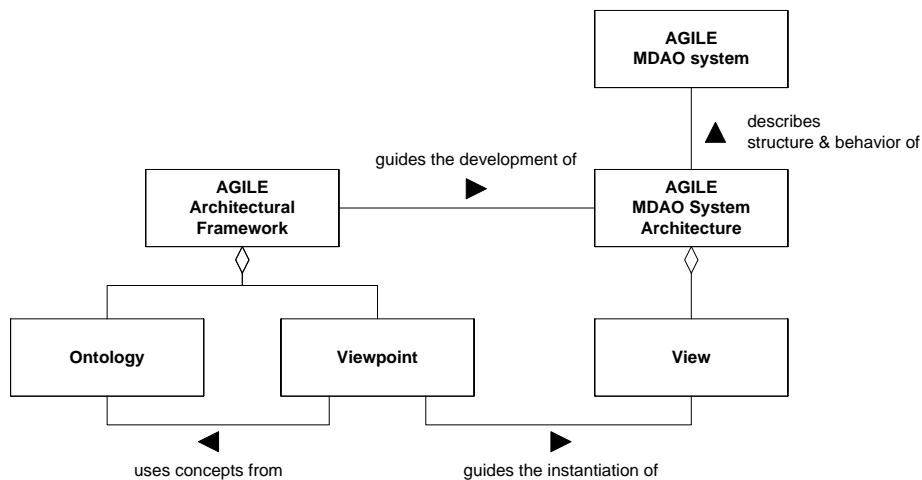 AGILE
MDAO system
describes
structure & behavior of
guides the development of
AGILE
Architectural
Framework
AGILE
MDAO System
Architecture
Ontology
Viewpoint
View
uses concepts from
guides the instantiation of